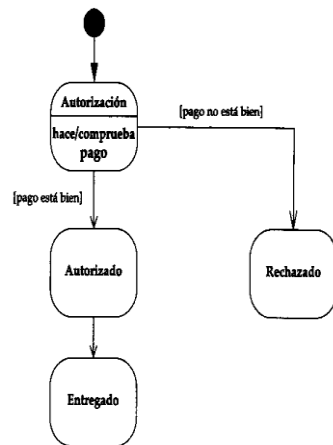 Autorización
[pago no está bien]
hace/comprueba
pago
[pago está bien]
Autorizado
Rechazado
Entregado